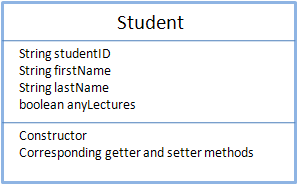 Student
String studentID
String firstName
String lastName
boolean anyLectures
Constructor
Corresponding getter and setter methods